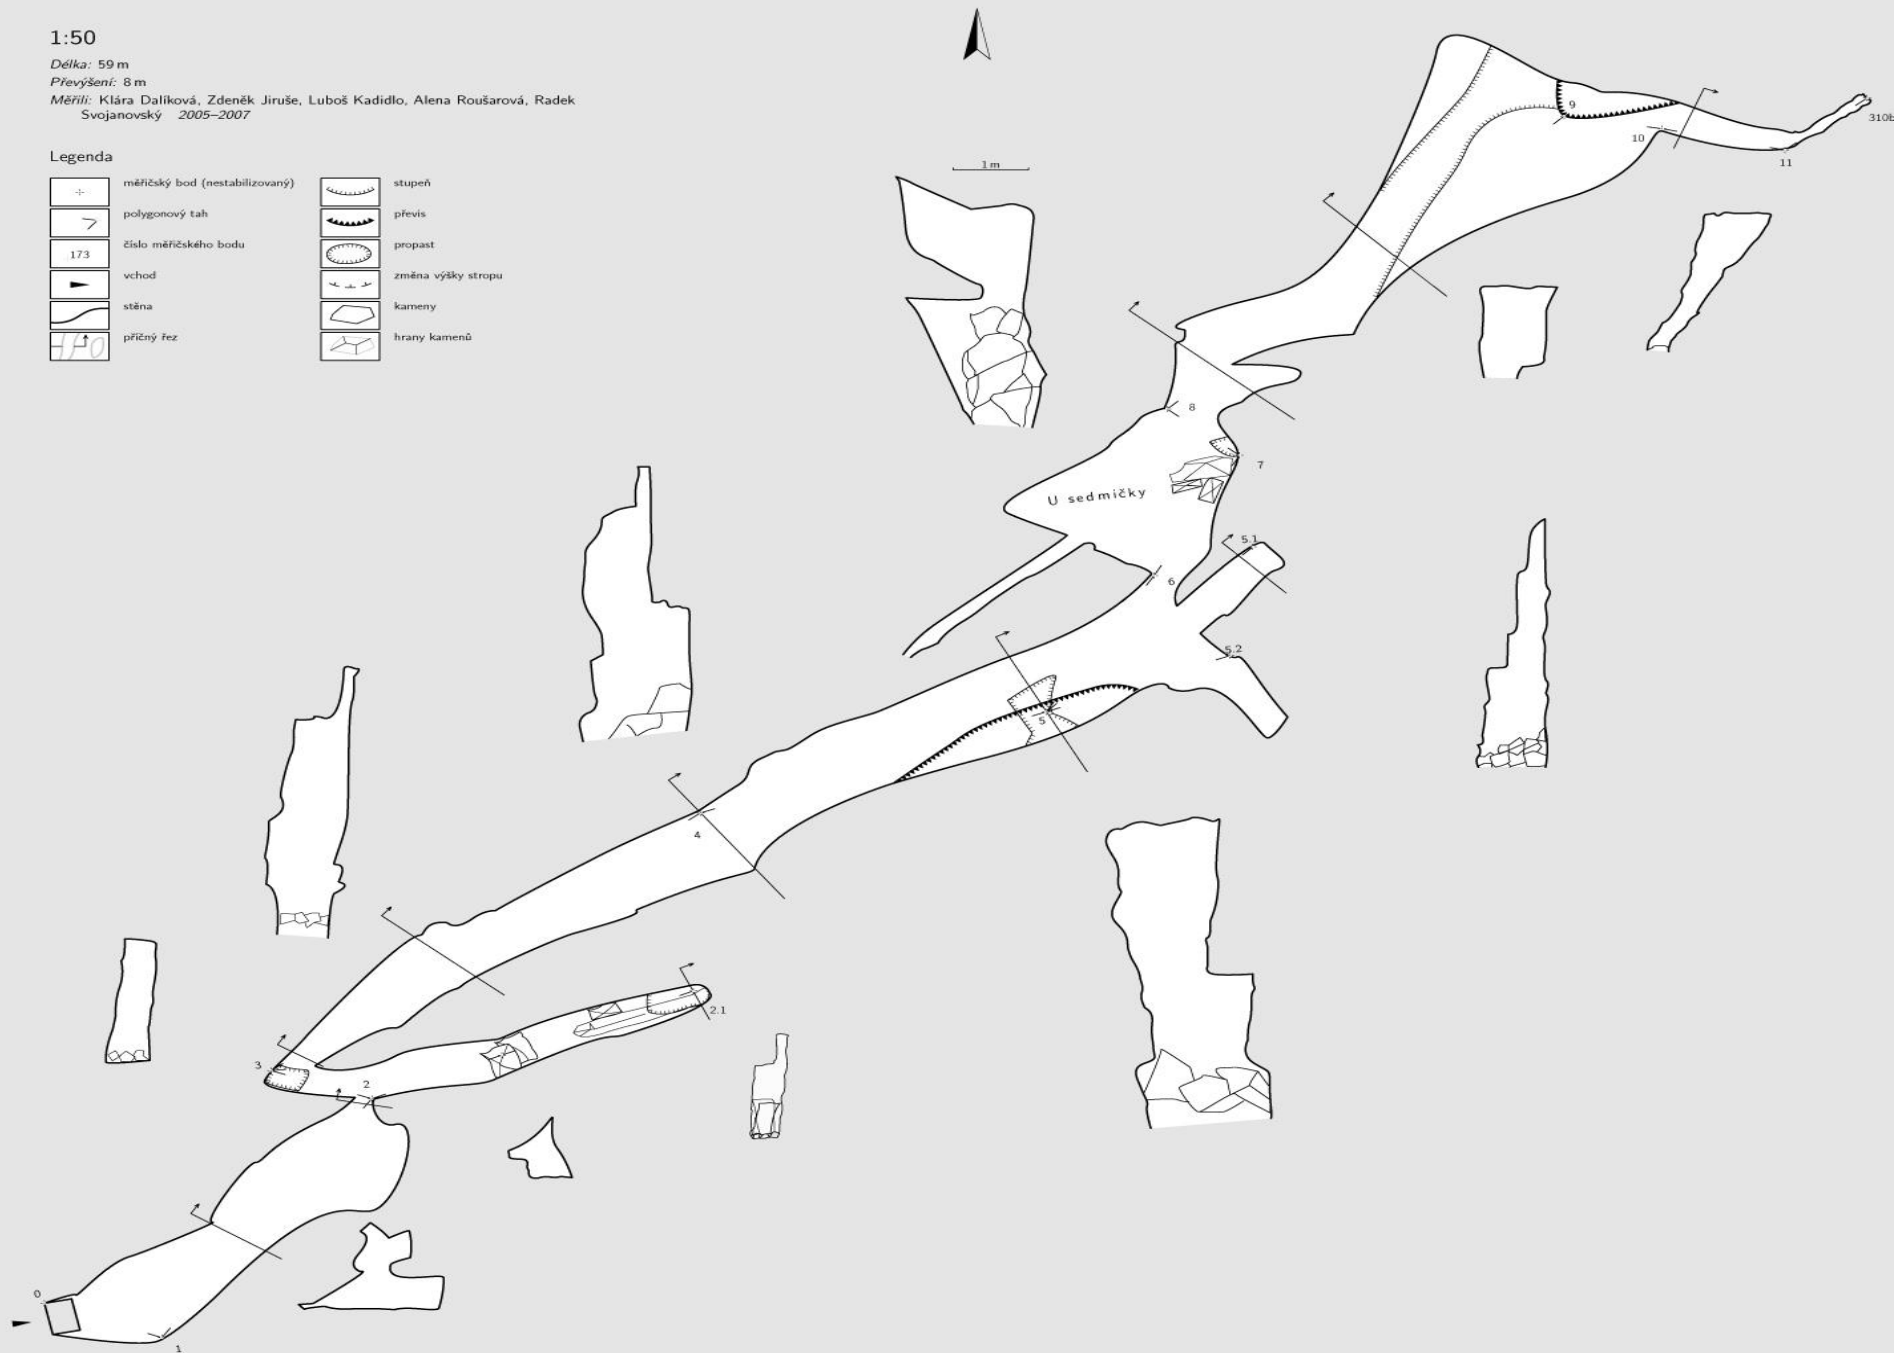 1:50
Délka: 59 m
Převýšení: 8 m
Měřili: Klára Dalíková, Zdeněk Jiruše, Luboš Kadidlo, Alena Roušarová, Radek
Svojanovský 2005–2007
Legenda
měřičský bod (nestabilizovaný)
polygonový tah
173
číslo měřičského bodu
vchod
stěna
příčný řez
stupeň
převis
propast
změna výšky stropu
kameny
hrany kamenů
1 m
9
310b
10
11
8
7
U sedmičky
5.1
6
5.2
5
4
2.1
3
2
0
1